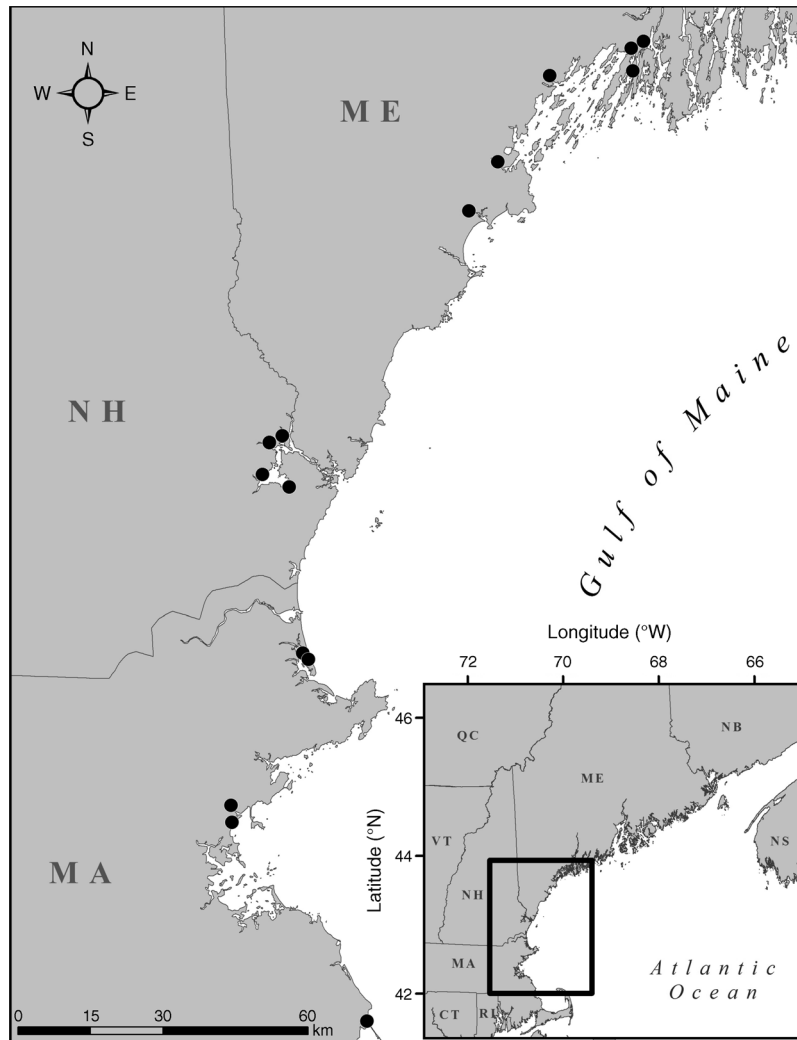 N
W E
S
M E
N H
Gulf of Maine
M A
0 15 30 60
km
Longitude (°W)
72 70 68 66
Latitude (°N)
46
44
42
QC
NB
ME
VT
NS
NH
MA
Atlantic
Ocean
CT RI